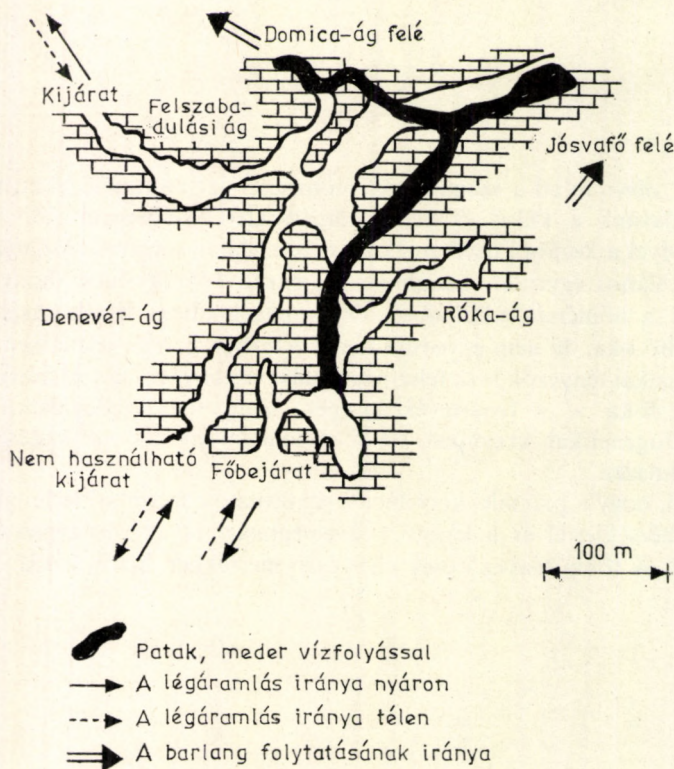 Domica-ág felé
Kijárat
Felszaba-
dulási ág
Jósvafő felé
Denevér-ág
Róka-ág
Nem használható
kijárat
Főbejárat
100 m
Patak, meder vízfolyással
A légáramlás iránya nyáron
A légáramlás iránya télen
A barlang folytatásának iránya